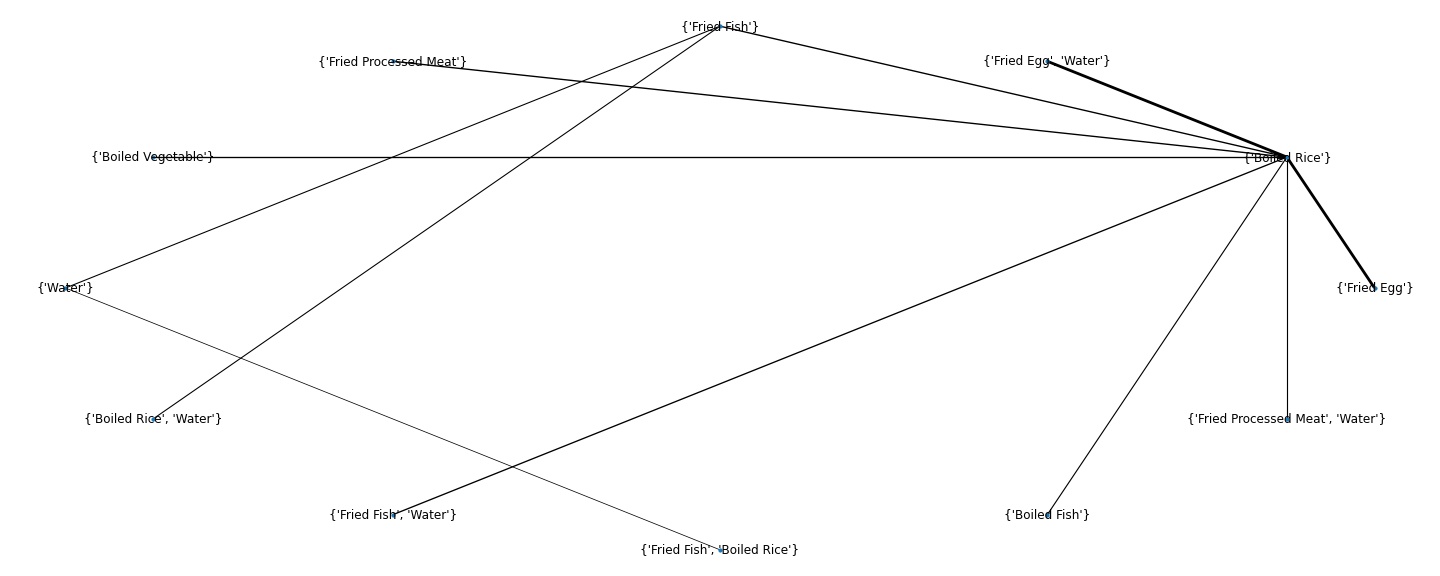 {'Fried Fish'}
{'Fried Processed Meat'}
{'Fried Egg', 'Water'}
{'Boiled Vegetable'}
{'Boiled Rice'}
{'Water'}
{'Fried Egg'}
{'Boiled Rice', 'Water'}
{'Fried Processed Meat', 'Water'}
{'Fried Fish', 'Water'}
{'Boiled Fish'}
{'Fried Fish', 'Boiled Rice'}